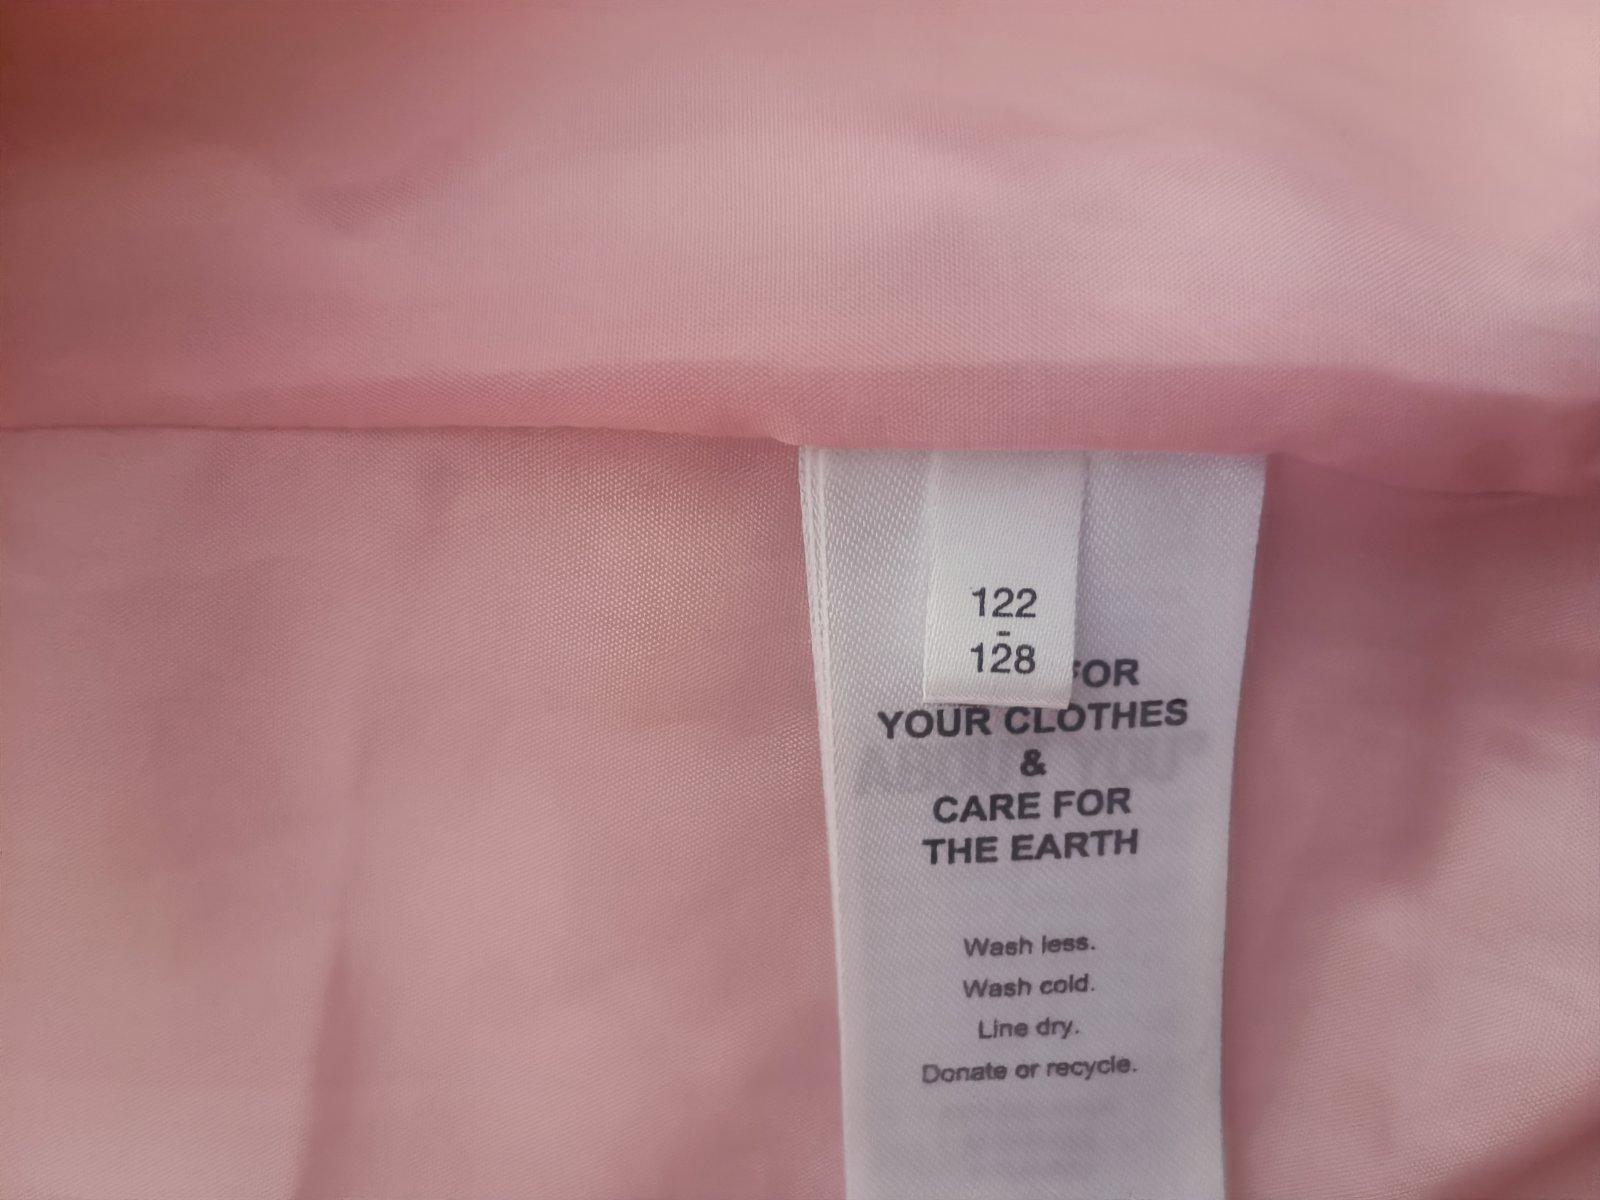 122
-
128
FOR
YOUR CLOTHES
&
CARE FOR
THE EARTH
Wash less.
Wash cold.
Line dry.
Donate or recycle.